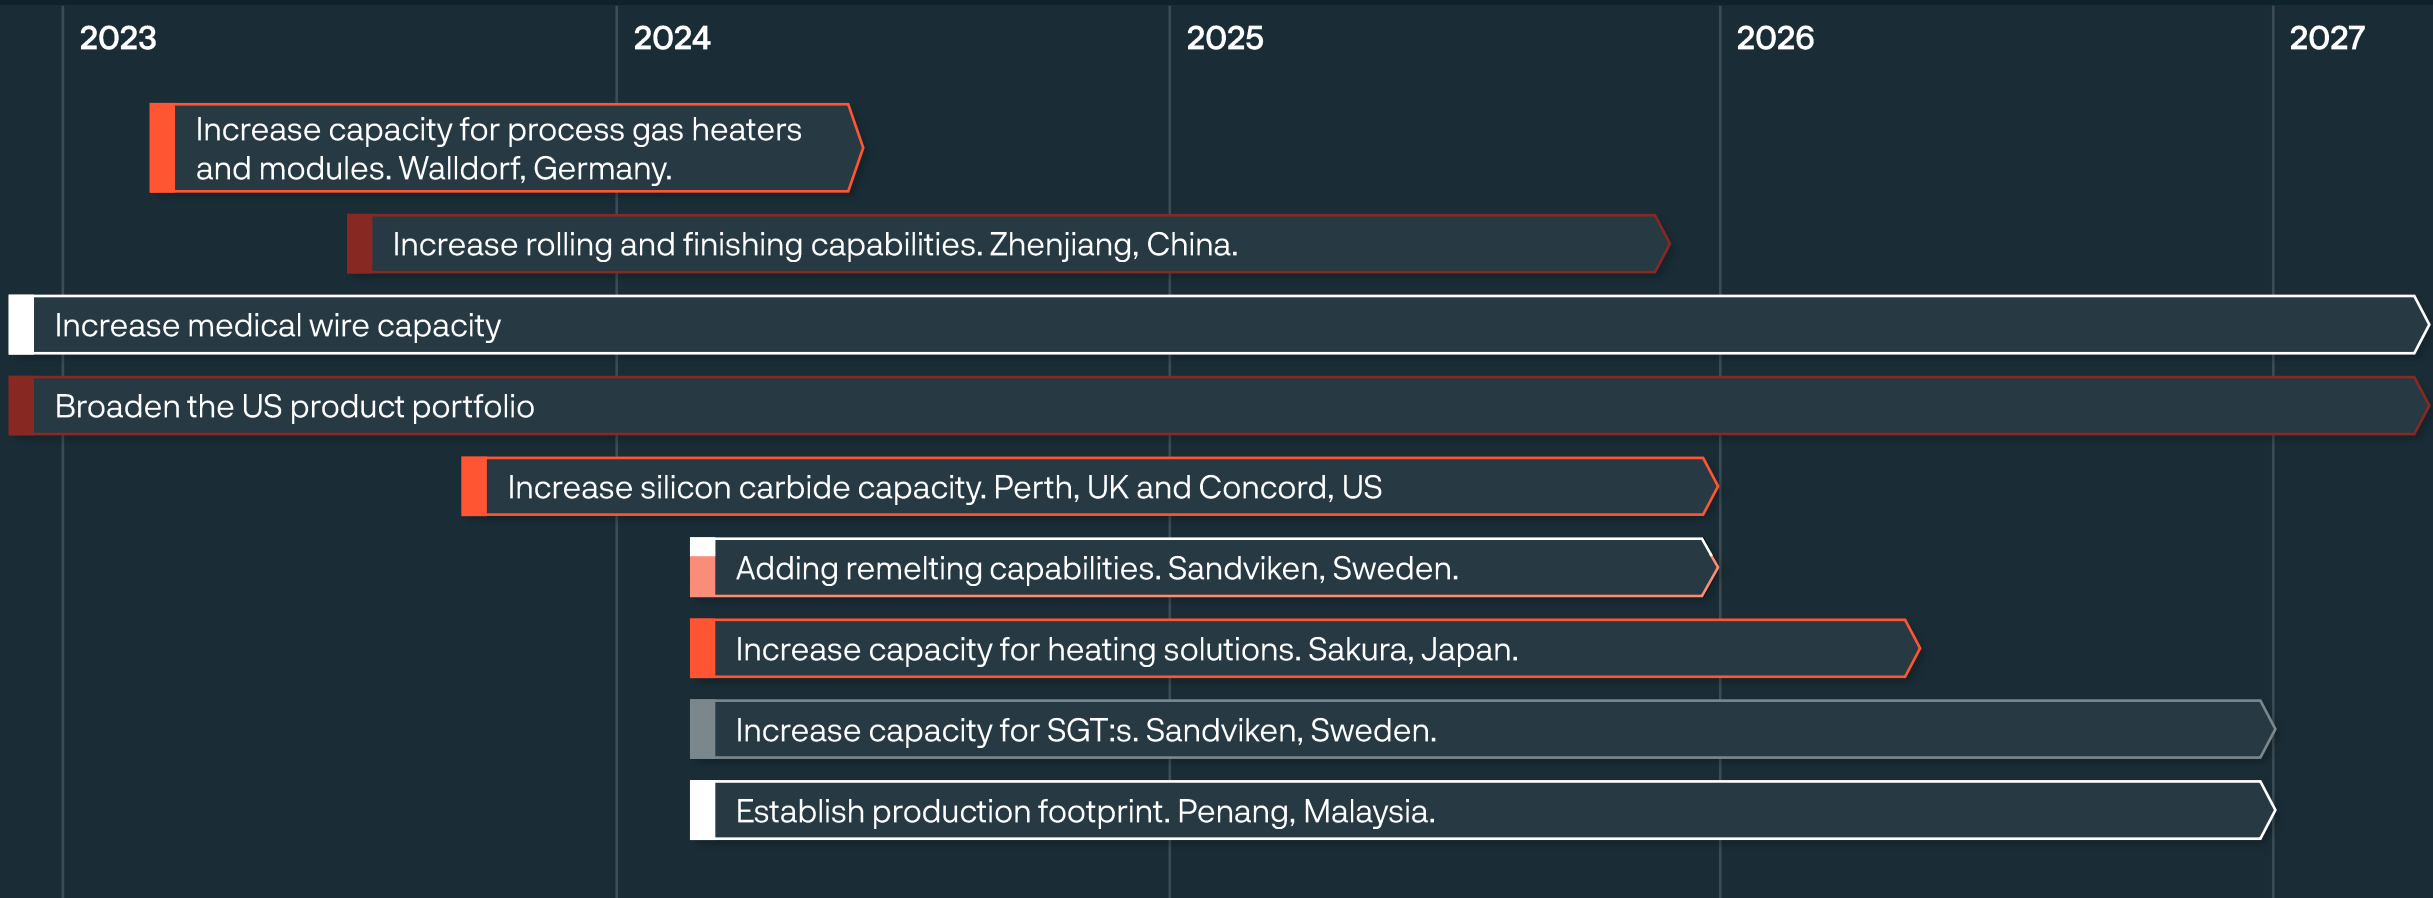 2023 2024 2025 2026 2027
Increase capacity for process gas heaters
and modules. Walldorf, Germany.
Increase rolling and finishing capabilities. Zhenjiang, China.
Increase medical wire capacity
Broaden the US product portfolio
Increase silicon carbide capacity. Perth, UK and Concord, US
Adding remelting capabilities. Sandviken, Sweden.
Increase capacity for heating solutions. Sakura, Japan.
Increase capacity for SGT:s. Sandviken, Sweden.
Establish production footprint. Penang, Malaysia.